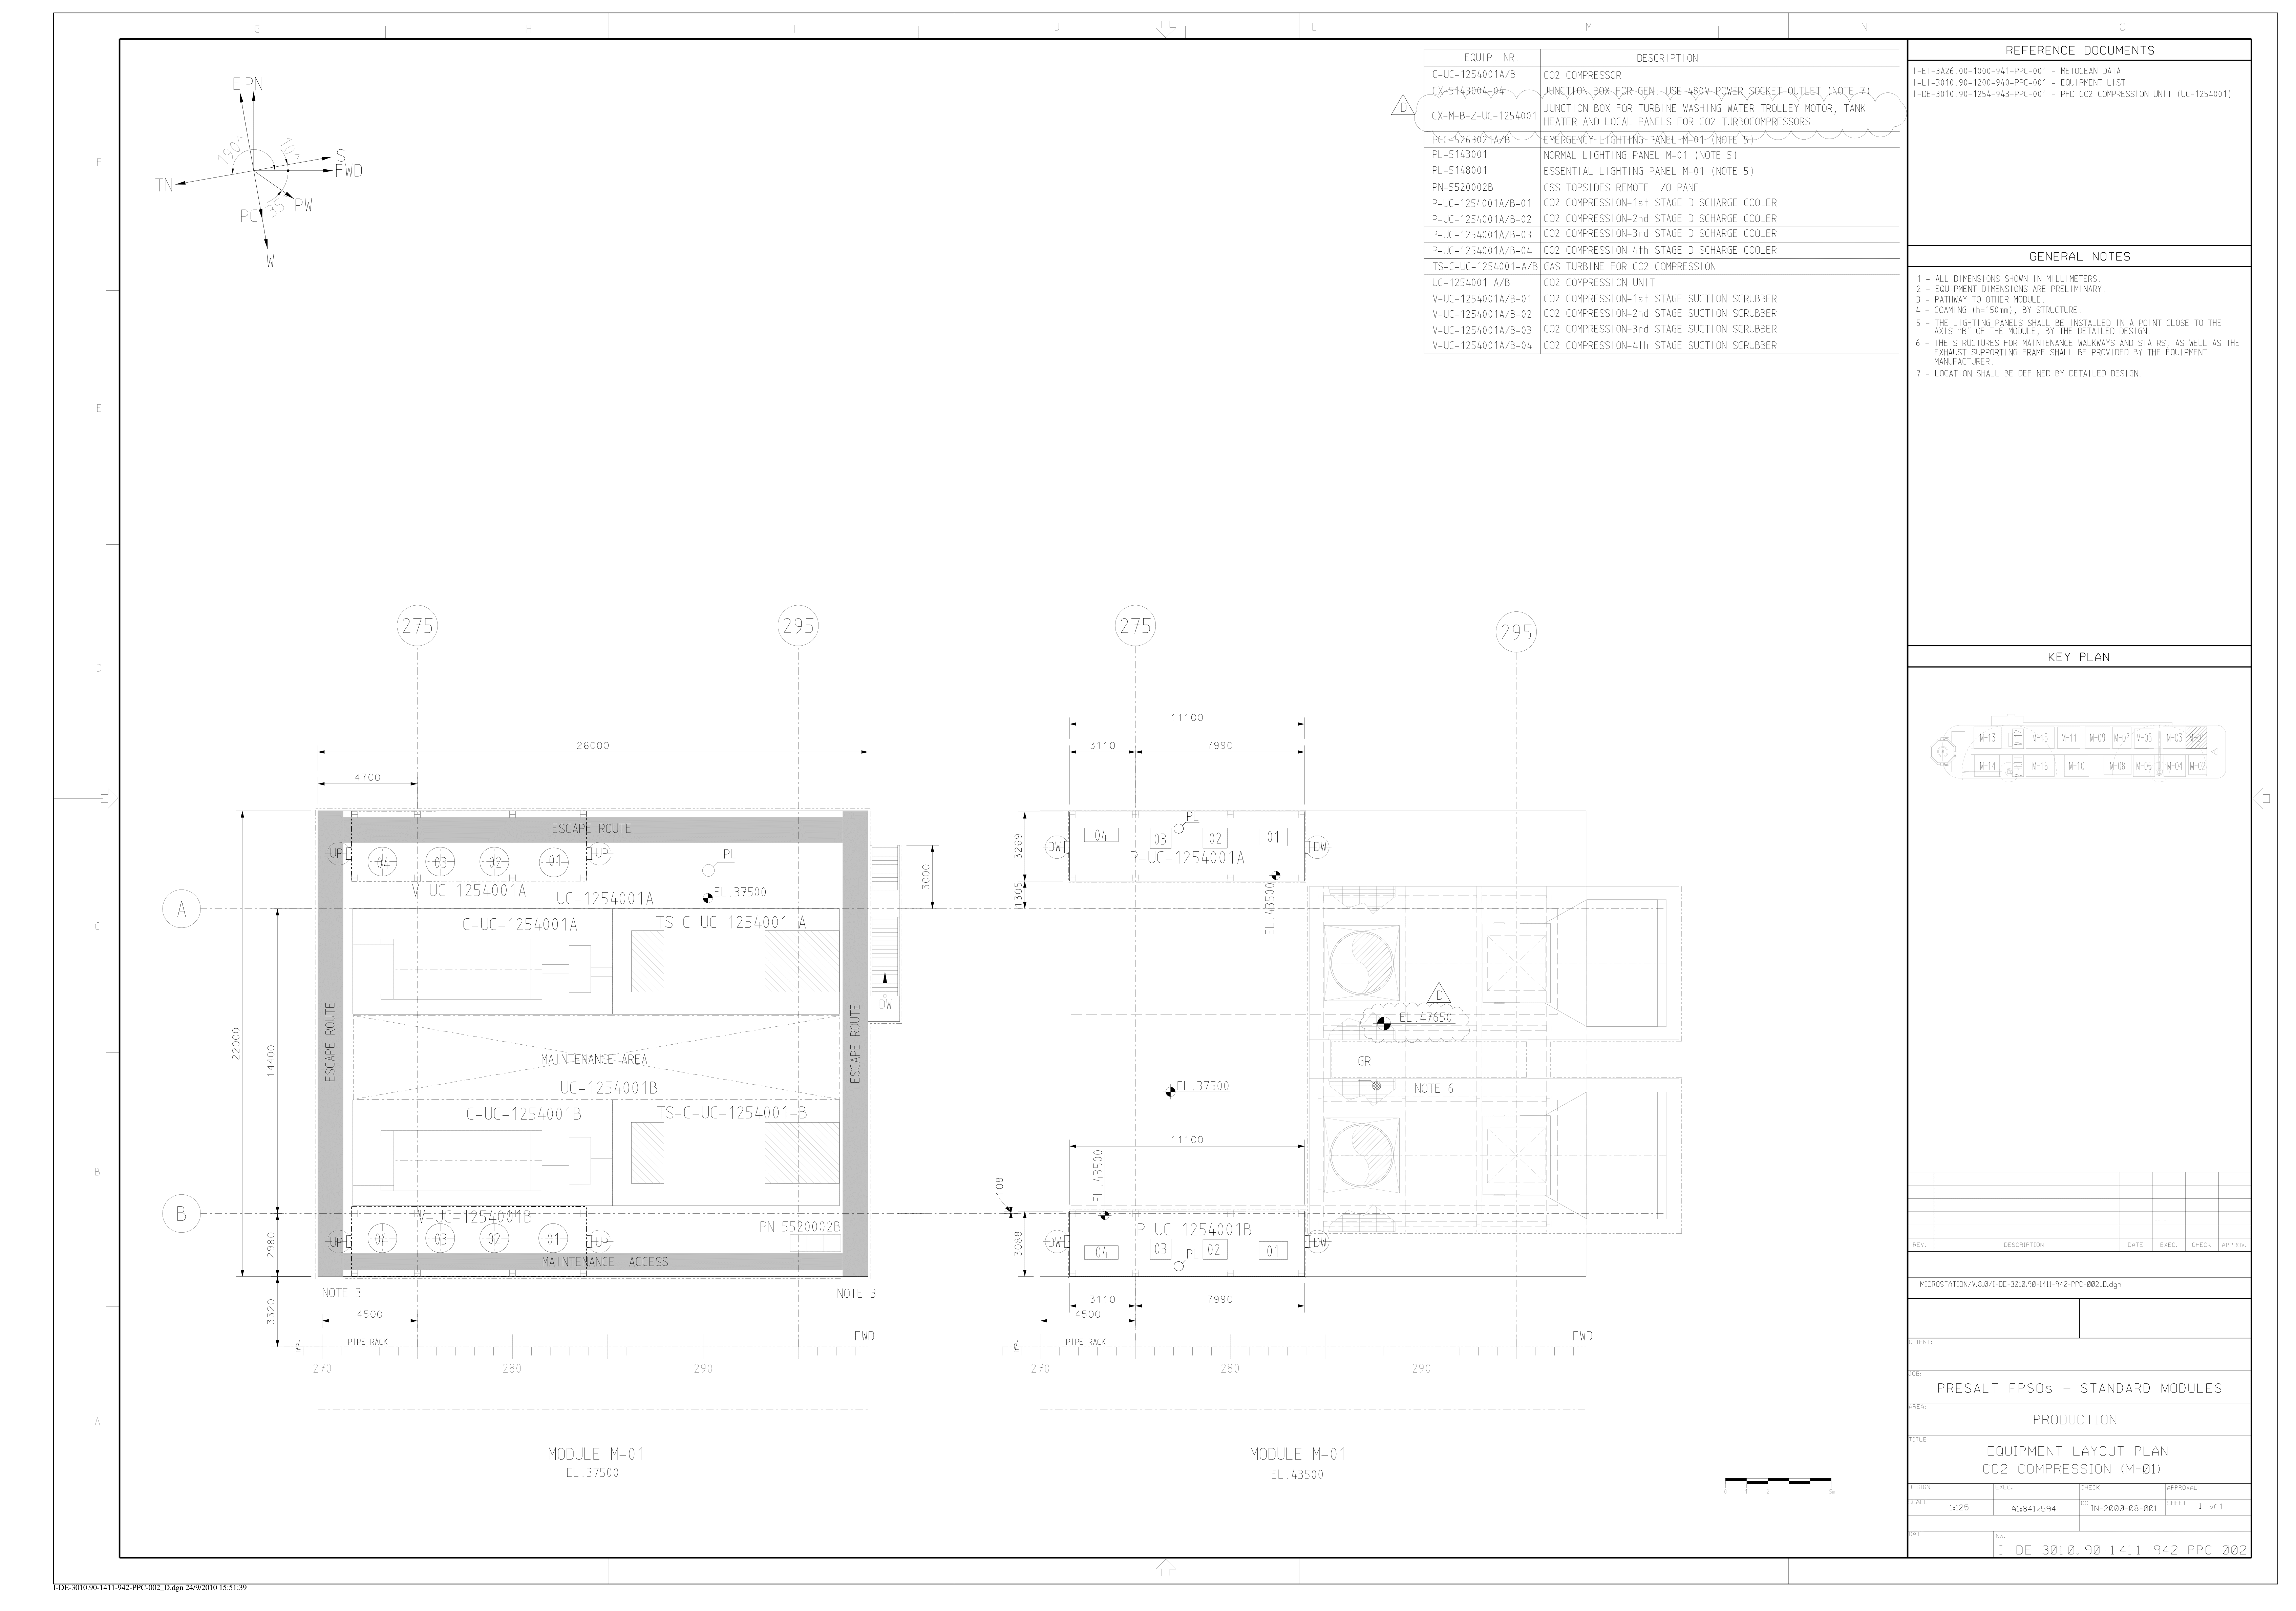 G
H
I
J
L
M
N
O
F
E
D
C
B
A
E
PN
190°
10°
S
FWD
TN
PC
35°
PW
W
EQUIP. NR.
DESCRIPTION
C-UC-1254001A/B
CO2 COMPRESSOR
CX-5143004-04
JUNCTION BOX FOR GEN. USE 480V POWER SOCKET-OUTLET (NOTE 7)
D
CX-M-B-Z-UC-1254001
JUNCTION BOX FOR TURBINE WASHING WATER TROLLEY MOTOR, TANK
HEATER AND LOCAL PANELS FOR CO2 TURBOCOMPRESSORS.
PCC-5263021A/B
EMERGENCY LIGHTING PANEL M-01 (NOTE 5)
PL-5143001
NORMAL LIGHTING PANEL M-01 (NOTE 5)
PL-5148001
ESSENTIAL LIGHTING PANEL M-01 (NOTE 5)
PN-5520002B
CSS TOPSIDES REMOTE I/O PANEL
P-UC-1254001A/B-01
CO2 COMPRESSION-1st STAGE DISCHARGE COOLER
P-UC-1254001A/B-02
CO2 COMPRESSION-2nd STAGE DISCHARGE COOLER
P-UC-1254001A/B-03
CO2 COMPRESSION-3rd STAGE DISCHARGE COOLER
P-UC-1254001A/B-04
CO2 COMPRESSION-4th STAGE DISCHARGE COOLER
TS-C-UC-1254001-A/B
GAS TURBINE FOR CO2 COMPRESSION
UC-1254001 A/B
CO2 COMPRESSION UNIT
V-UC-1254001A/B-01
CO2 COMPRESSION-1st STAGE SUCTION SCRUBBER
V-UC-1254001A/B-02
CO2 COMPRESSION-2nd STAGE SUCTION SCRUBBER
V-UC-1254001A/B-03
CO2 COMPRESSION-3rd STAGE SUCTION SCRUBBER
V-UC-1254001A/B-04
CO2 COMPRESSION-4th STAGE SUCTION SCRUBBER
REFERENCE DOCUMENTS
I-ET-3A26.00-1000-941-PPC-001 - METOCEAN DATA
I-LI-3010.90-1200-940-PPC-001 - EQUIPMENT LIST
I-DE-3010.90-1254-943-PPC-001 - PFD CO2 COMPRESSION UNIT (UC-1254001)
GENERAL NOTES
1 - ALL DIMENSIONS SHOWN IN MILLIMETERS.
2 - EQUIPMENT DIMENSIONS ARE PRELIMINARY.
3 - PATHWAY TO OTHER MODULE.
4 - COAMING (h=150mm), BY STRUCTURE.
5 - THE LIGHTING PANELS SHALL BE INSTALLED IN A POINT CLOSE TO THE
AXIS "B" OF THE MODULE, BY THE DETAILED DESIGN.
6 - THE STRUCTURES FOR MAINTENANCE WALKWAYS AND STAIRS, AS WELL AS THE
EXHAUST SUPPORTING FRAME SHALL BE PROVIDED BY THE EQUIPMENT
MANUFACTURER.
7 - LOCATION SHALL BE DEFINED BY DETAILED DESIGN.
KEY PLAN
M-13
M-12
M-15
M-11
M-09
M-07
M-05
M-03
M-01
M-14
M-16
M-10
M-08
M-06
M-04
M-02
275
295
26000
4700
ESCAPE ROUTE
UP
04
03
02
01
UP
PL
V-UC-1254001A
UC-1254001A
EL.37500
3000
A
C-UC-1254001A
TS-C-UC-1254001-A
DW
22000
14400
ESCAPE ROUTE
ESCAPE ROUTE
MAINTENANCE AREA
UC-1254001B
C-UC-1254001B
TS-C-UC-1254001-B
B
V-UC-1254001B
PN-5520002B
UP
04
03
02
01
UP
2980
MAINTENANCE ACCESS
NOTE 3
NOTE 3
3320
4500
PIPE RACK
FWD
270
280
290
MODULE M-01
EL.37500
275
295
11100
3110
7990
3269
PL
DW
04
03
02
01
DW
P-UC-1254001A
1305
EL.43500
D
EL.47650
GR
EL.37500
NOTE 6
11100
EL.43500
108
P-UC-1254001B
DW
04
03
PL
02
01
DW
3088
3110
7990
4500
PIPE RACK
FWD
270
280
290
MODULE M-01
EL.43500
0
1
2
5m
REV.
DESCRIPTION
DATE
EXEC.
CHECK
APPROV.
MICROSTATION/V.8.0/I-DE-3010.90-1411-942-PPC-002_D.dgn
CLIENT:
JOB:
PRESALT FPSOs - STANDARD MODULES
AREA:
PRODUCTION
TITLE
EQUIPMENT LAYOUT PLAN
CO2 COMPRESSION (M-01)
DESIGN
EXEC.
CHECK
APPROVAL
SCALE
1:125
A1:841x594
CC
IN-2000-08-001
SHEET
1 of 1
DATE
No.
I-DE-3010.90-1411-942-PPC-002
I-DE-3010.90-1411-942-PPC-002_D.dgn 24/9/2010 15:51:39